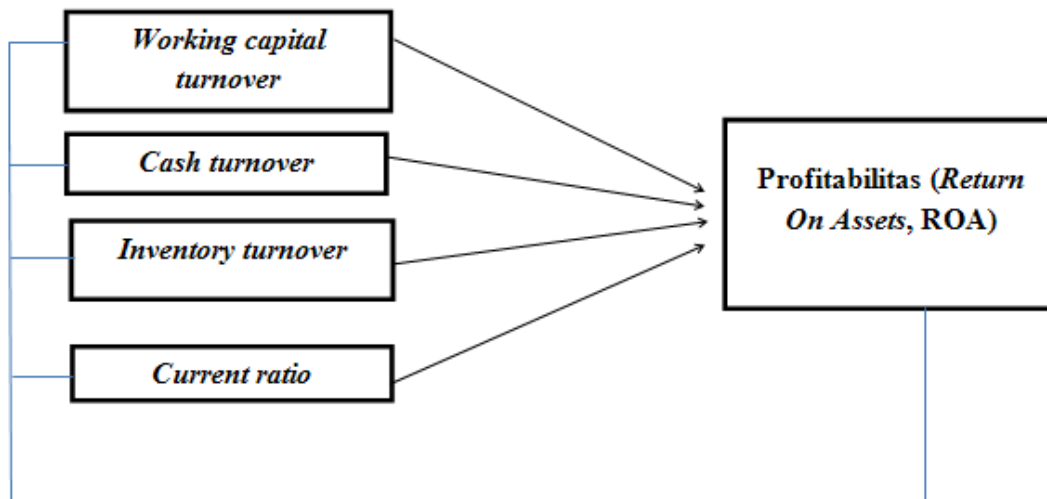 Working capital
turnover
Cash turnover
Inventory turnover
Current ratio
Profitabilitas (Return
On Assets, ROA)